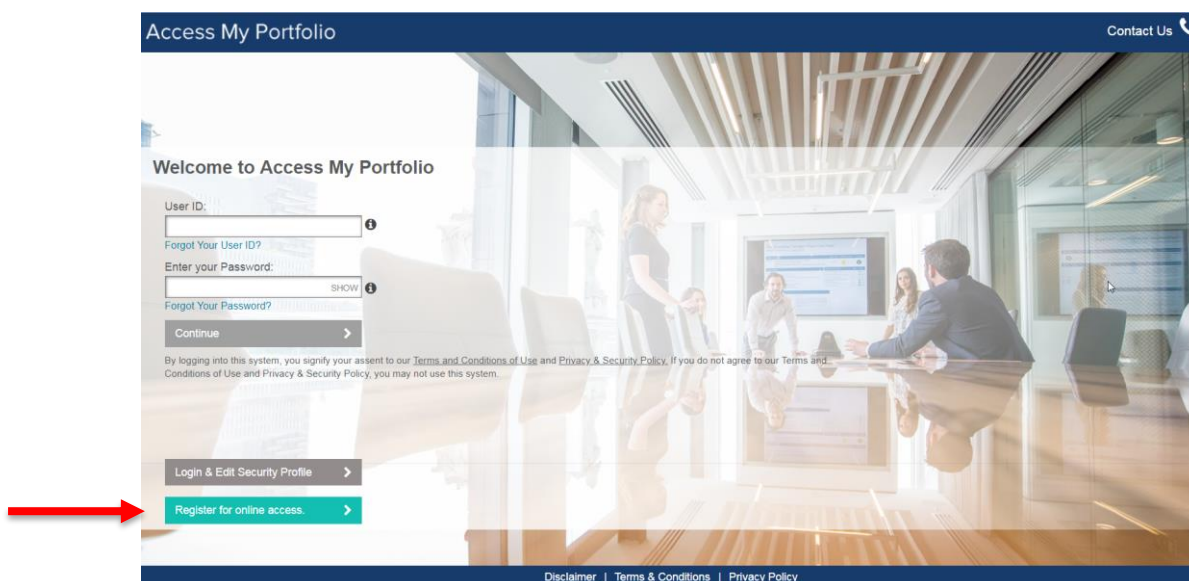 Access My Portfolio
Contact Us
Welcome to Access My Portfolio
User ID:
Forgot Your User ID?
Enter your Password:
SHOW
Forgot Your Password?
Continue
By logging into this system, you signify your assent to our Terms and Conditions of Use and Privacy & Security Policy. If you do not agree to our Terms and
Conditions of Use and Privacy & Security Policy, you may not use this system.
Login & Edit Security Profile
Register for online access.
Disclaimer | Terms & Conditions | Privacy Policy